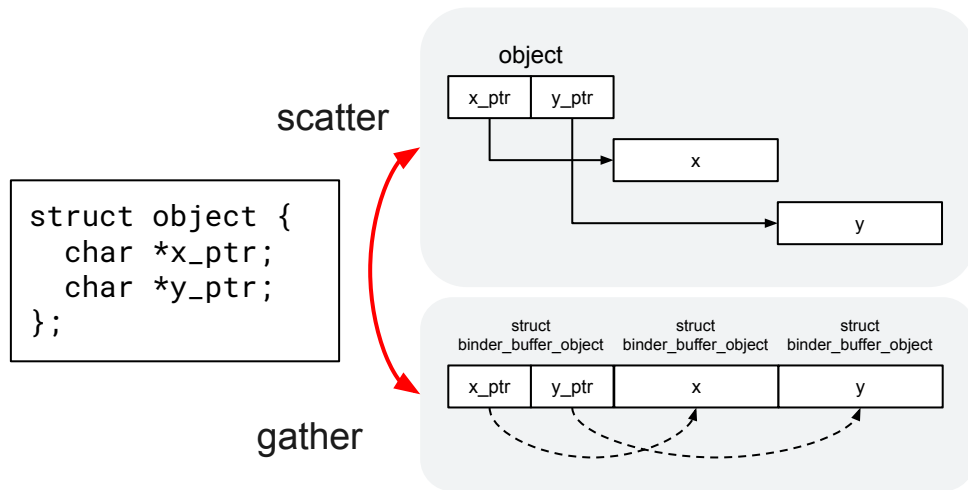 object
x_ptr y_ptr
scatter
x
y
struct object {
  char *x_ptr;
  char *y_ptr;
};
struct struct struct
binder_buffer_object binder_buffer_object binder_buffer_object
x_ptr y_ptr x y
gather